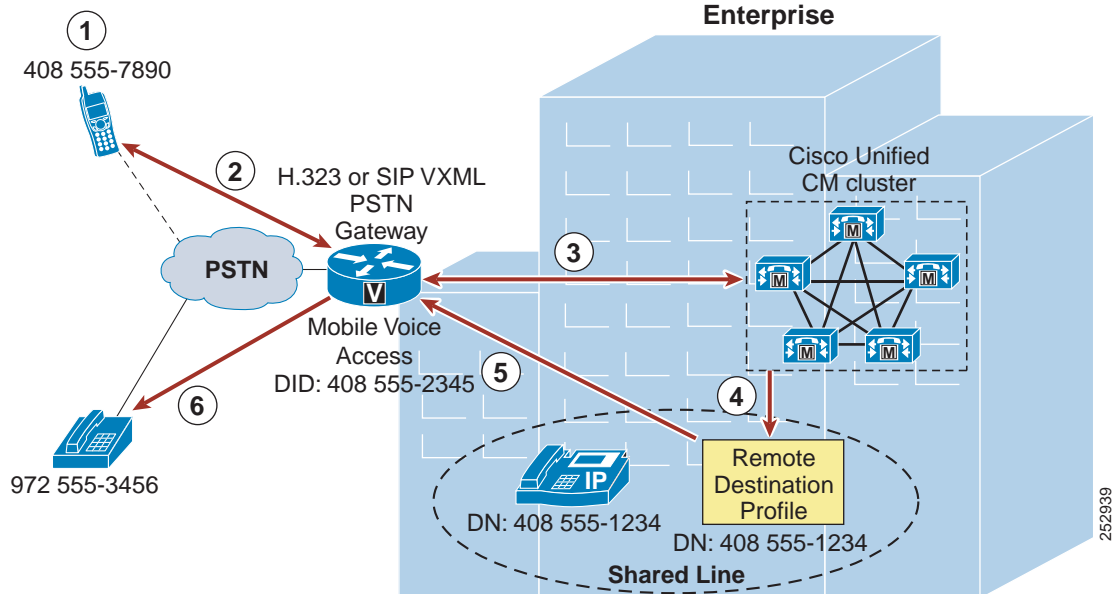 Enterprise
1
408 555-7890
2
H.323 or SIP VXML
PSTN
Gateway
Cisco Unified
CM cluster
M
M
M
M
M
3
PSTN
V
Mobile Voice
Access
DID: 408 555-2345
5
4
6
972 555-3456
IP
DN: 408 555-1234
Remote
Destination
Profile
DN: 408 555-1234
Shared Line
252939